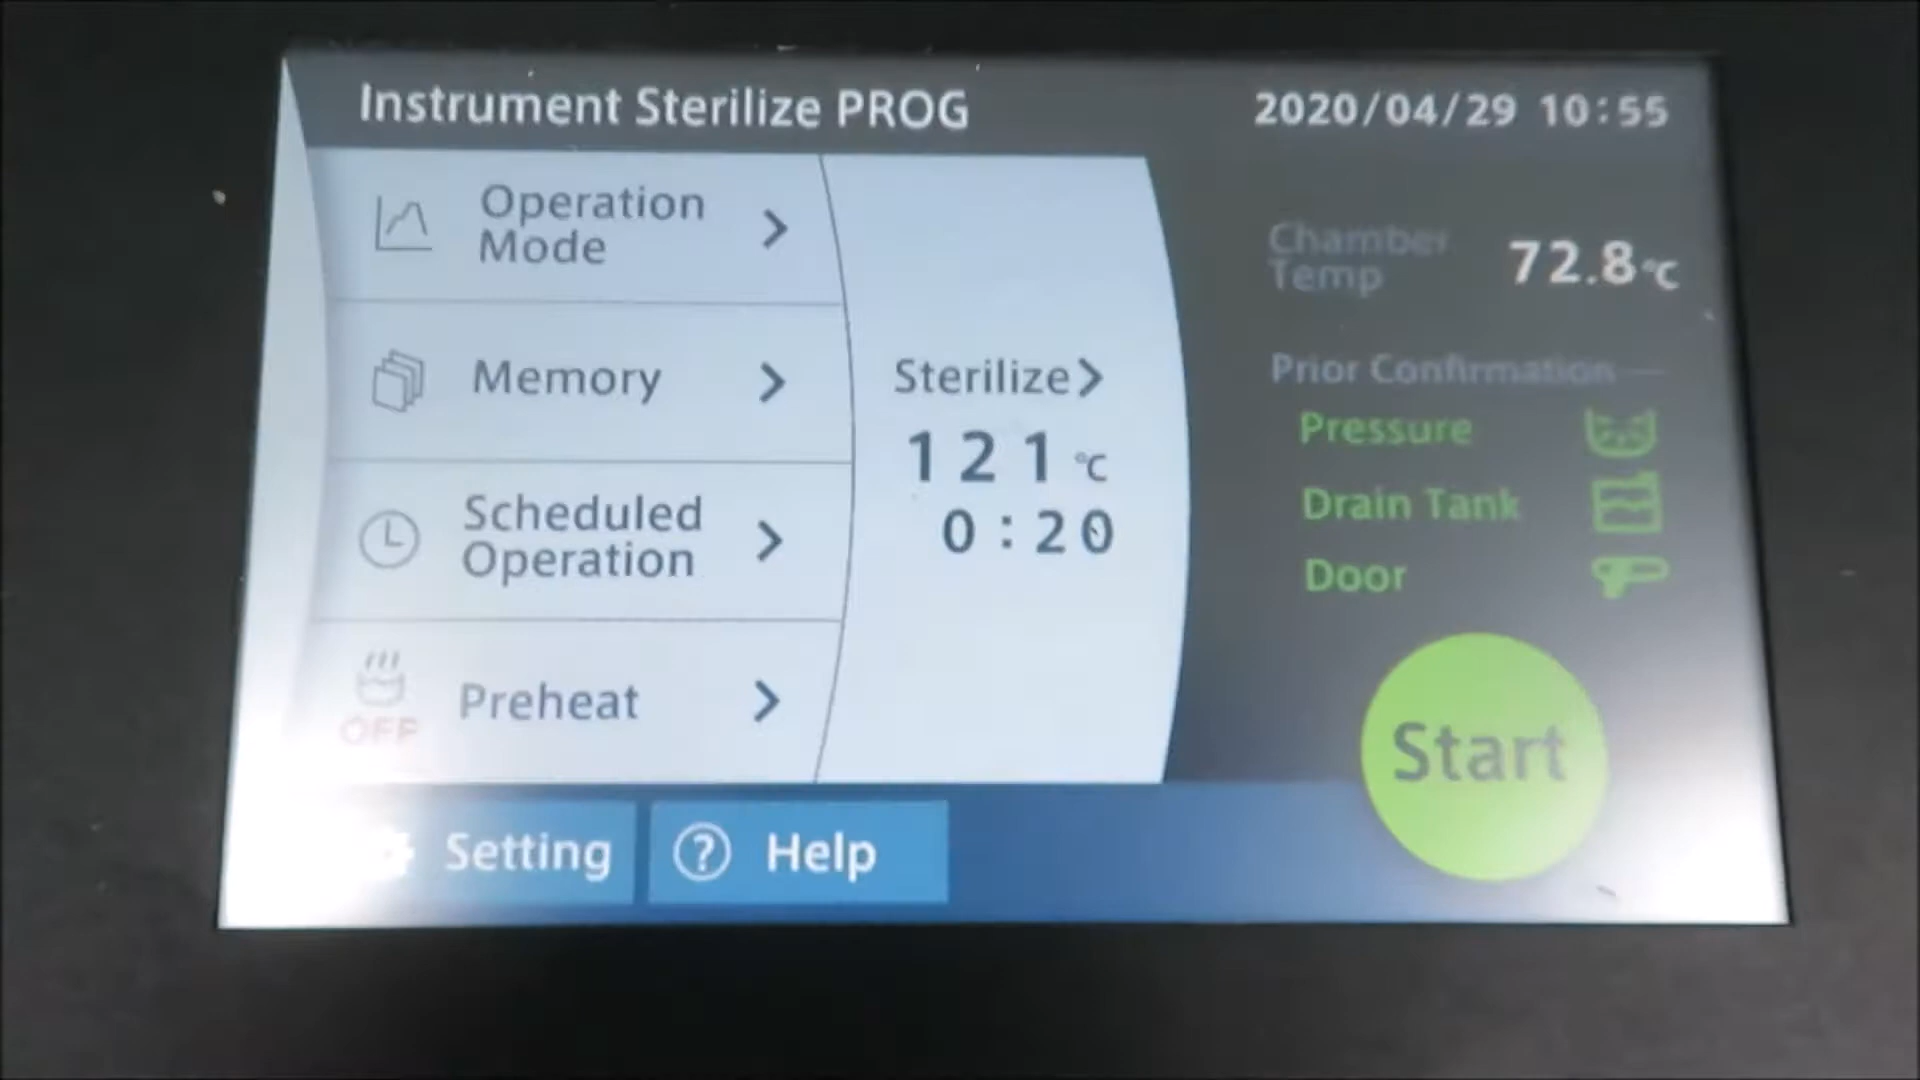 Instrument Sterilize PROG
2020/04/29 10:55
Operation
Mode
Memory
Scheduled
Operation
OFF
Preheat
Sterilize
121℃
0:20
Chamber
Temp
72.8℃
Prior Confirmation
Pressure
Drain Tank
Door
Start
Setting
? Help